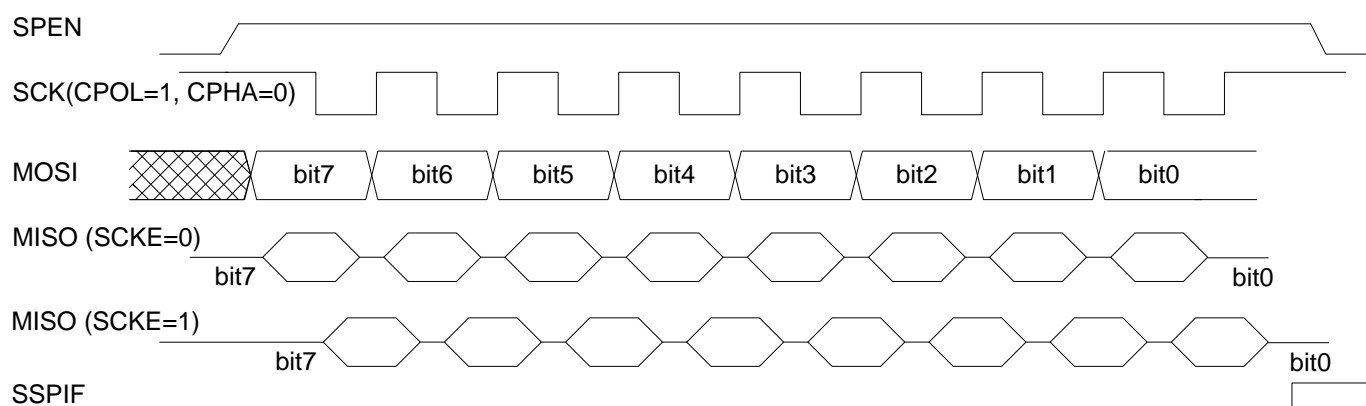 SPEN
SCK(CPOL=1, CPHA=0)
MOSI
bit7 bit6 bit5 bit4 bit3 bit2 bit1 bit0
MISO (SCKE=0)
bit7 bit0
MISO (SCKE=1)
bit7 bit0
SSPIF